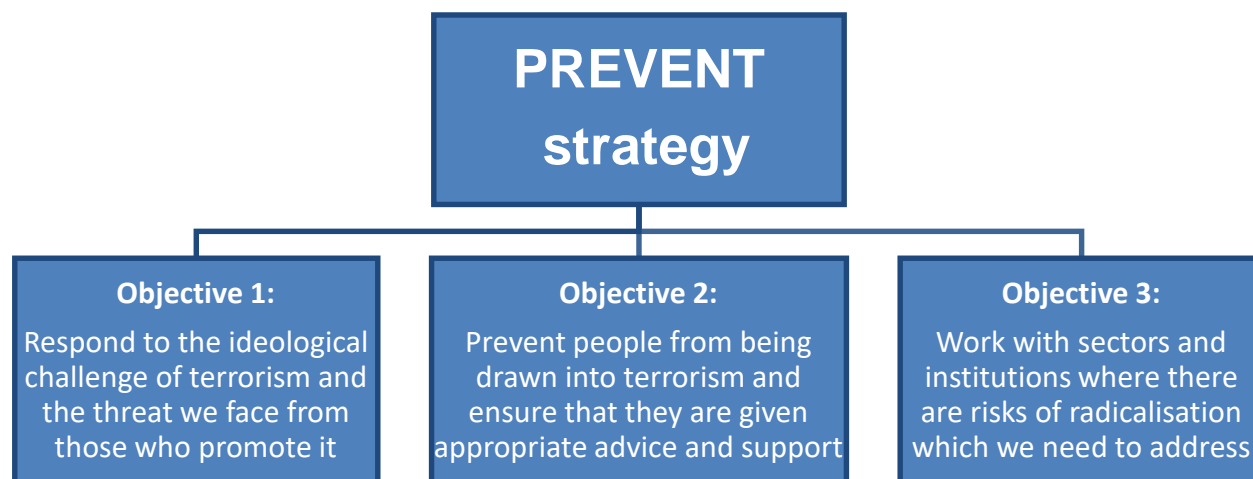 PREVENT
strategy
Objective 1:
Respond to the ideological
challenge of terrorism and
the threat we face from
those who promote it
Objective 2:
Prevent people from being
drawn into terrorism and
ensure that they are given
appropriate advice and support
Objective 3:
Work with sectors and
institutions where there
are risks of radicalisation
which we need to address